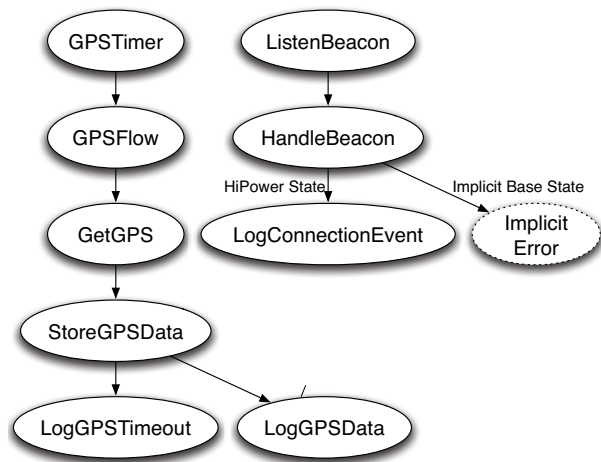 GPSTimer
ListenBeacon
GPSFlow
HandleBeacon
HiPower State
Implicit Base State
GetGPS
LogConnectionEvent
Implicit
Error
StoreGPSData
LogGPSTimeout
LogGPSData